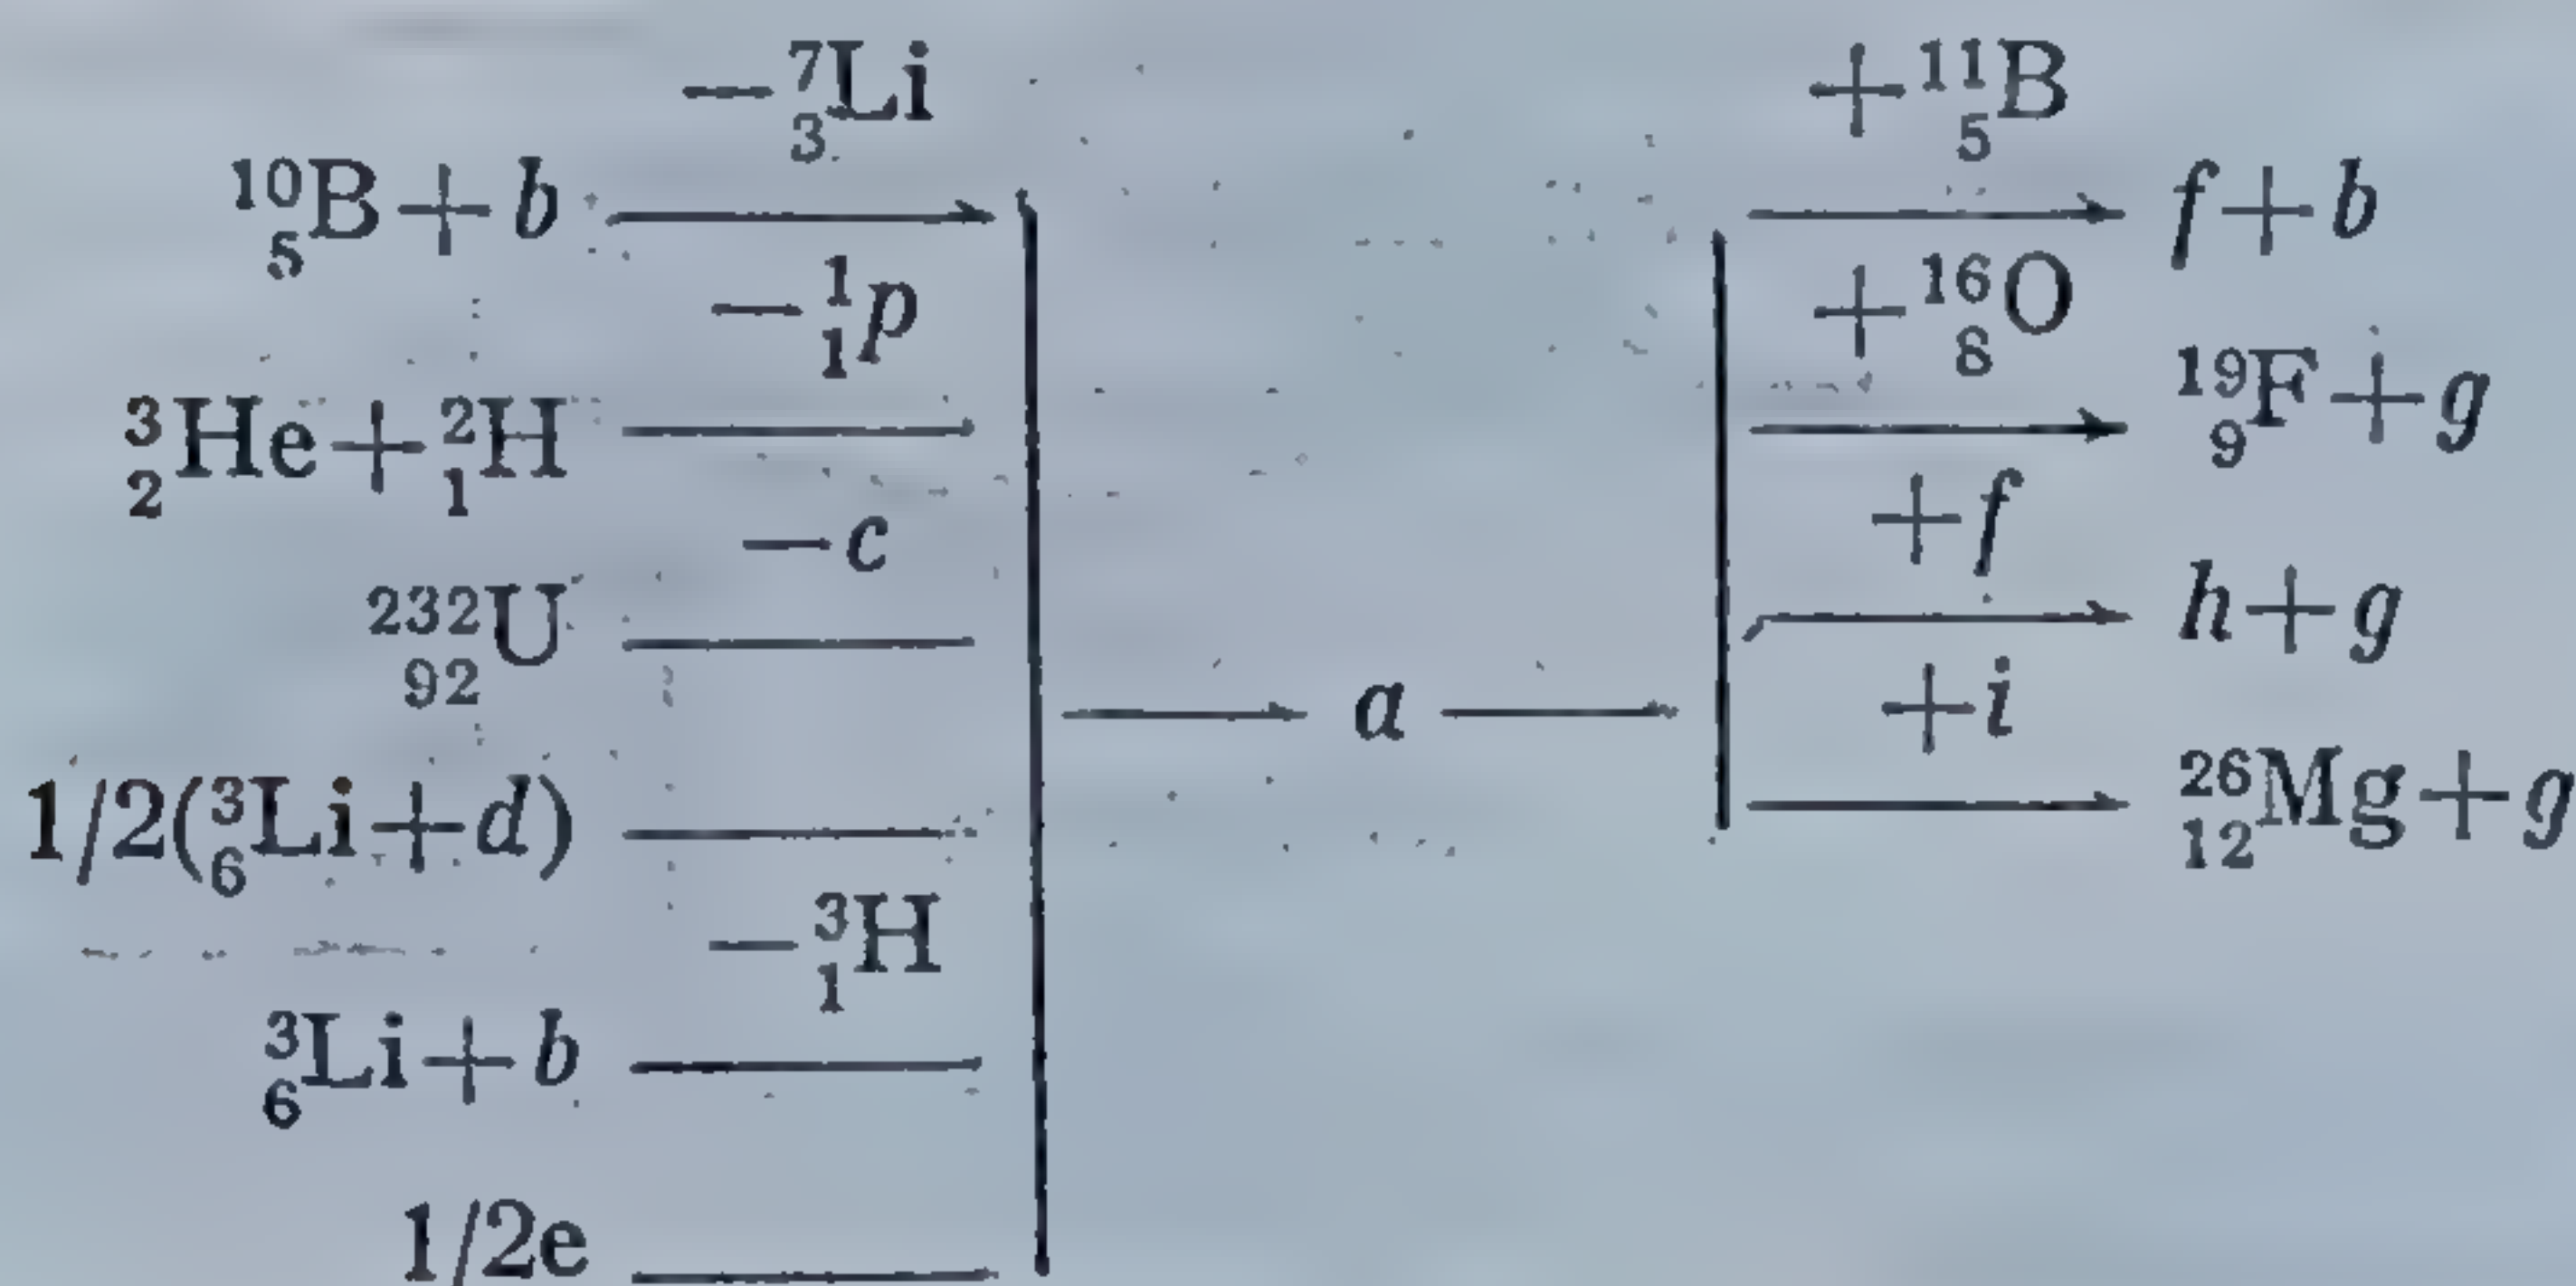 −⁷₃Li
¹⁰₅B+b → f+b
+¹¹₅B
−¹₁p
³₂He+²₁H → ¹⁹₉F+g
+¹⁶₈O
−c
²³²₉₂U → h+g
+f
→ a →
1/2(³₆Li+d) → ²⁶₁₂Mg+g
+i
−³₁H
³₆Li+b
1/2e